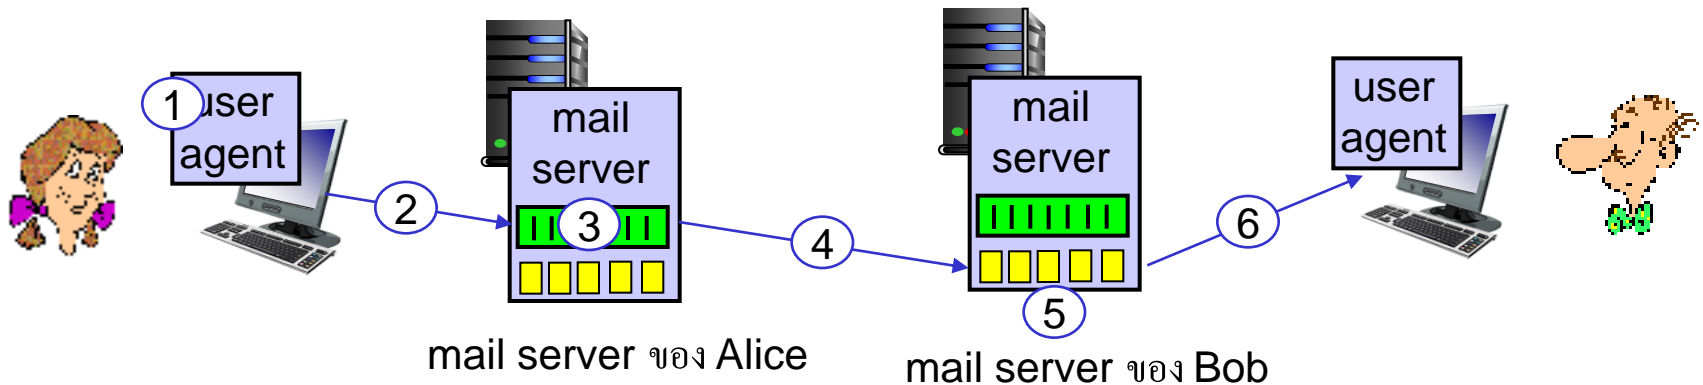 1
user
agent
2
mail
server
3
4
mail
server
5
6
user
agent
mail server ของ Alice
mail server ของ Bob